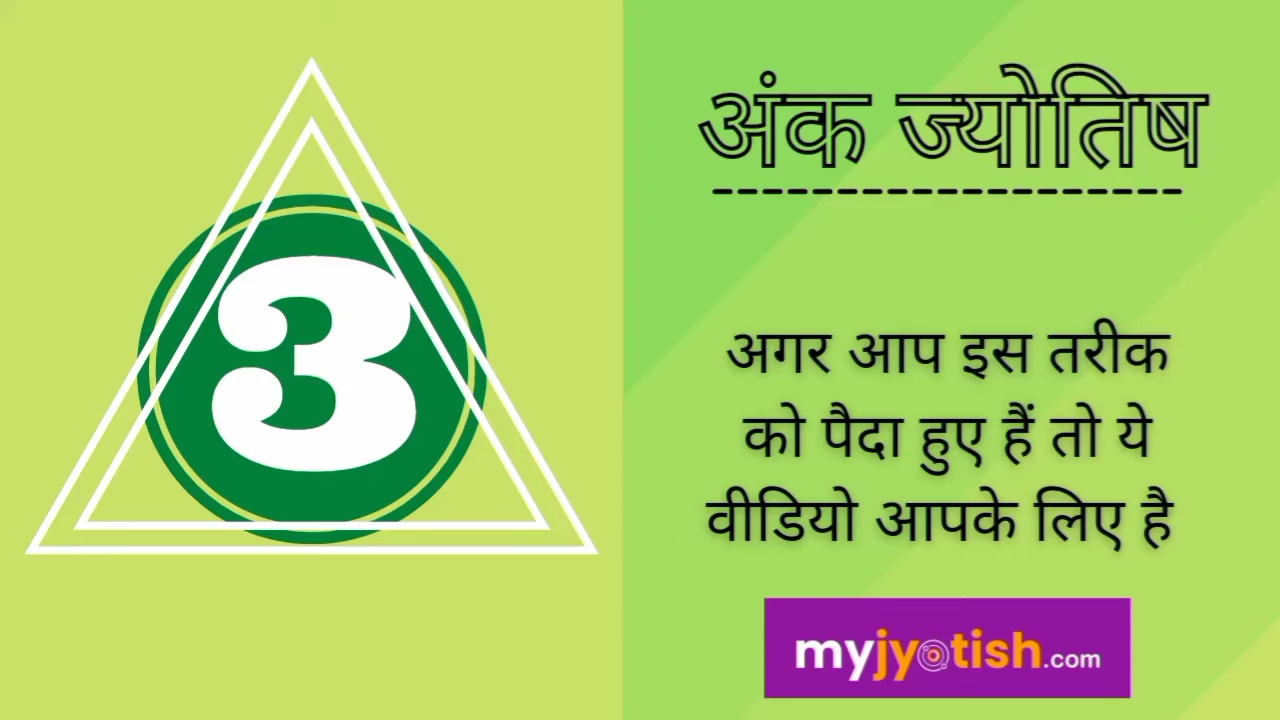 3
अंक ज्योतिष
अगर आप इस तरीक
को पैदा हुए हैं तो ये
वीडियो आपके लिए है
myjyotish.com